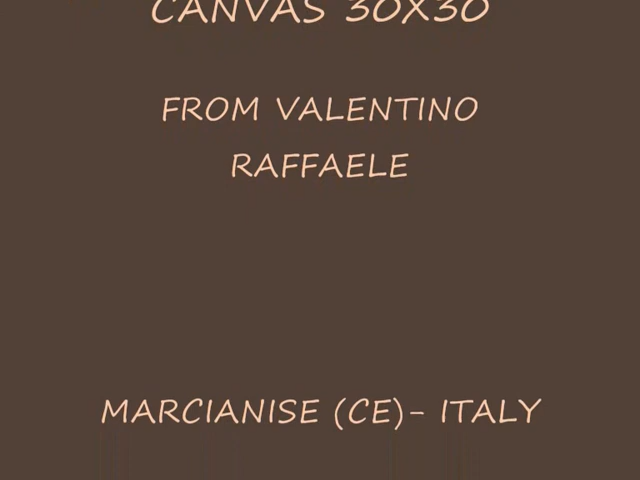 CANVAS 30X30
FROM VALENTINO
RAFFAELE
MARCIANISE (CE)- ITALY